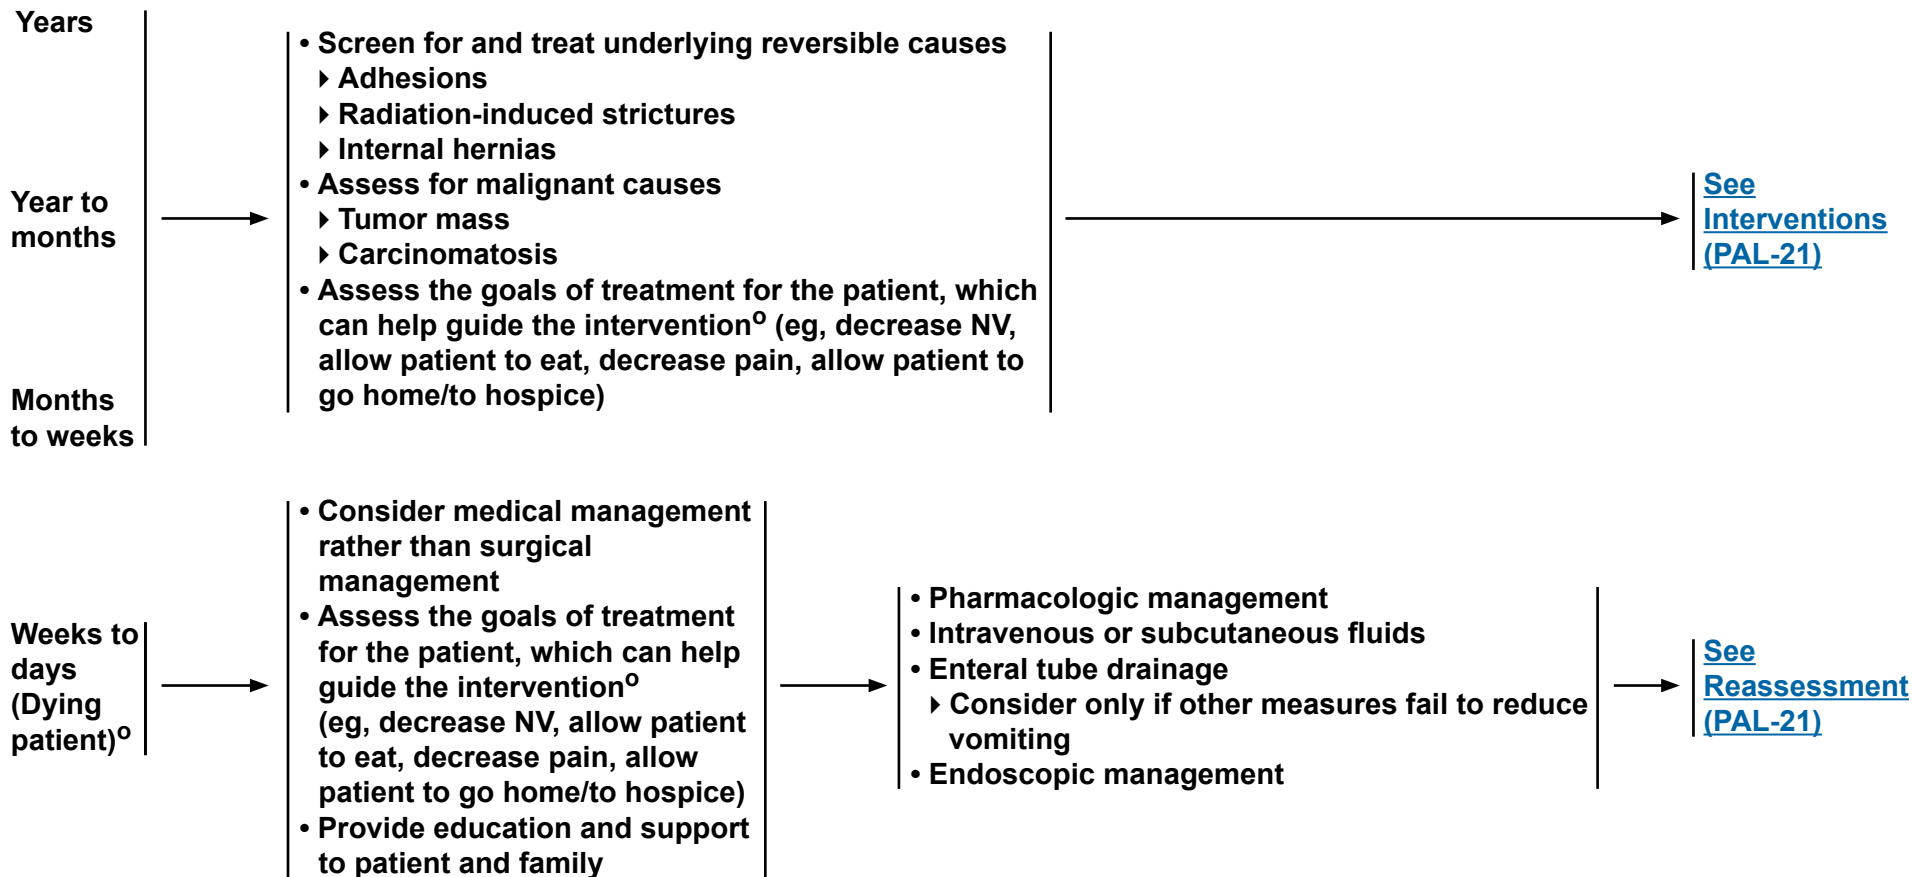 Years
Year to
months
Months
to weeks
• Screen for and treat underlying reversible causes
‣ Adhesions
‣ Radiation-induced strictures
‣ Internal hernias
• Assess for malignant causes
‣ Tumor mass
‣ Carcinomatosis
• Assess the goals of treatment for the patient, which
can help guide the intervention° (eg, decrease NV,
allow patient to eat, decrease pain, allow patient to
go home/to hospice)
See
Interventions
(PAL-21)
Weeks to
days
(Dying
patient)°
• Consider medical management
rather than surgical
management
• Assess the goals of treatment
for the patient, which can help
guide the intervention°
(eg, decrease NV, allow patient
to eat, decrease pain, allow
patient to go home/to hospice)
• Provide education and support
to patient and family
• Pharmacologic management
• Intravenous or subcutaneous fluids
• Enteral tube drainage
‣ Consider only if other measures fail to reduce
vomiting
• Endoscopic management
See
Reassessment
(PAL-21)